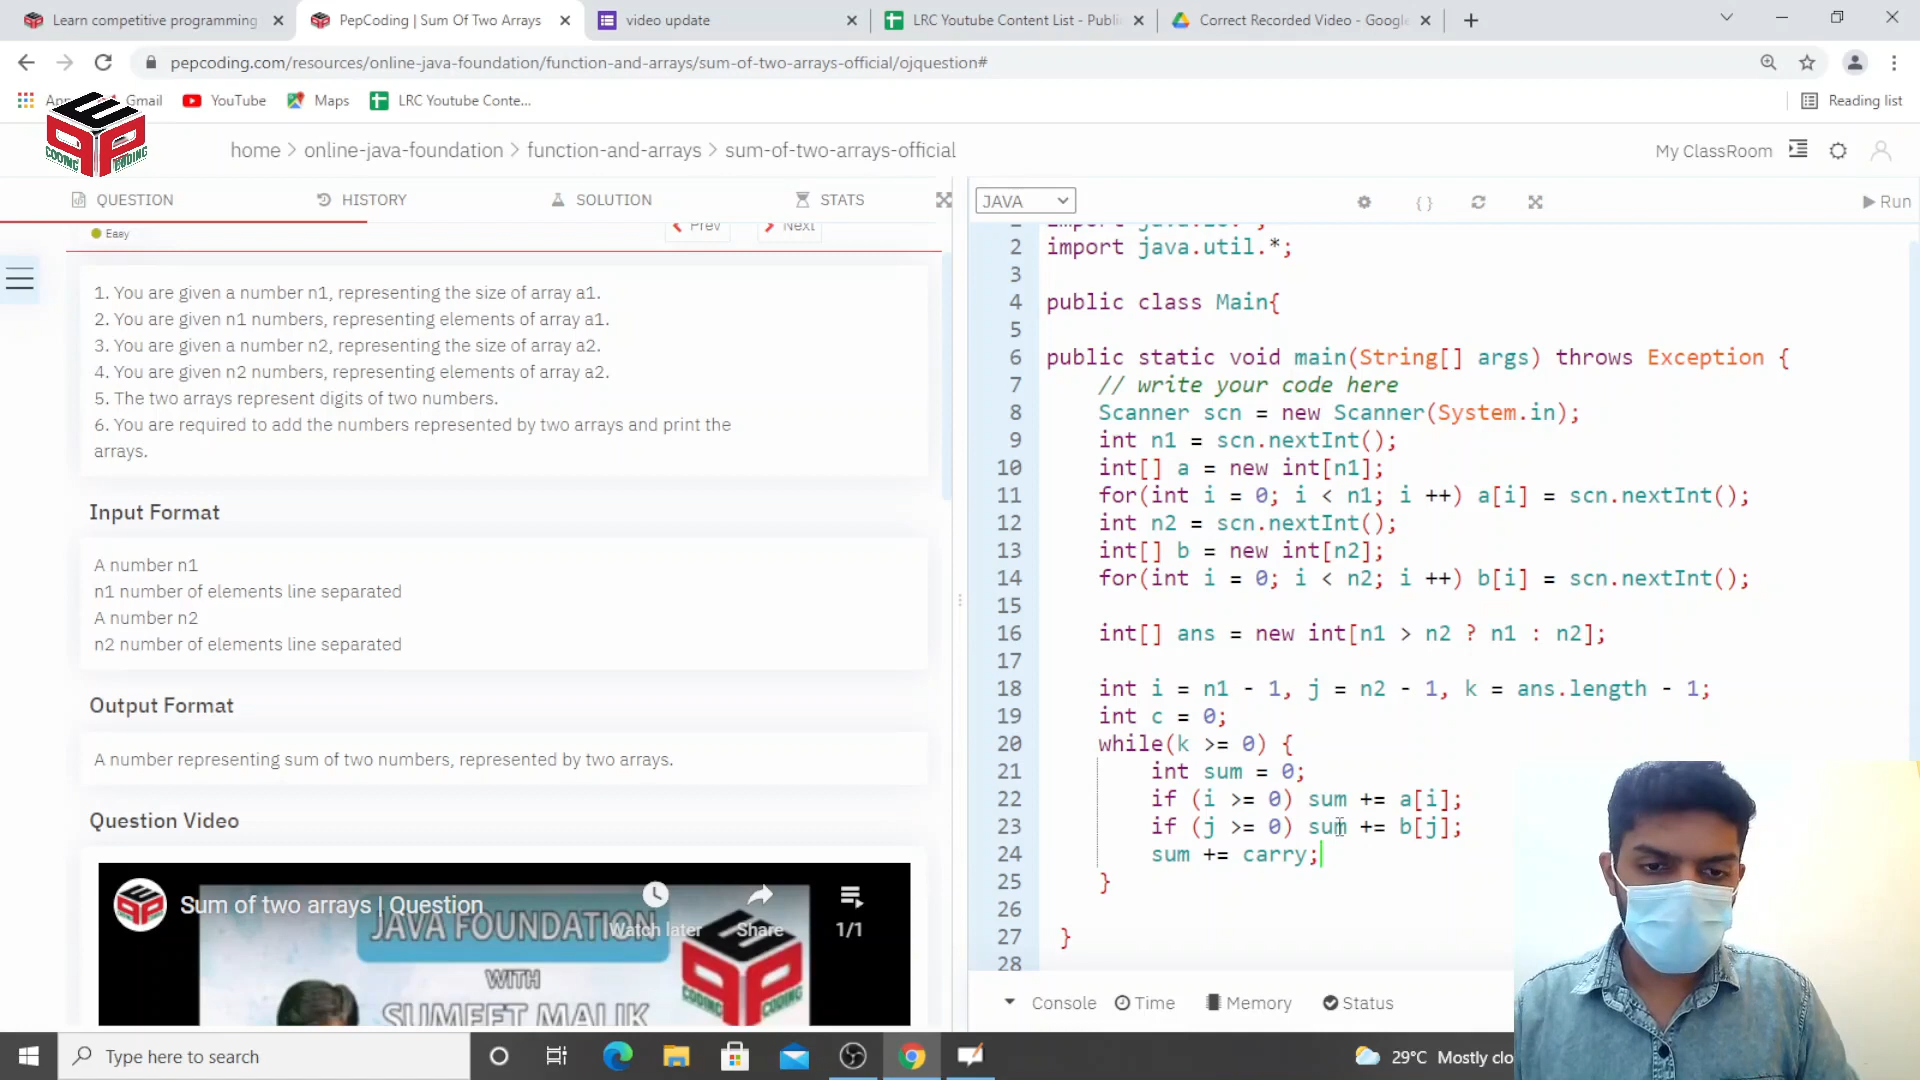 Learn competitive programming
PepCoding | Sum Of Two Arrays
video update
LRC Youtube Content List - Publi
Correct Recorded Video - Google
pepcoding.com/resources/online-java-foundation/function-and-arrays/sum-of-two-arrays-official/ojquestion#
Gmail
YouTube
Maps
LRC Youtube Conte...
Reading list
PEP
CODING
CODING
home > online-java-foundation > function-and-arrays > sum-of-two-arrays-official
My ClassRoom
QUESTION
HISTORY
SOLUTION
STATS
JAVA
Run
Easy
Prev
Next
1. You are given a number n1, representing the size of array a1.
2. You are given n1 numbers, representing elements of array a1.
3. You are given a number n2, representing the size of array a2.
4. You are given n2 numbers, representing elements of array a2.
5. The two arrays represent digits of two numbers.
6. You are required to add the numbers represented by two arrays and print the
arrays.
Input Format
A number n1
n1 number of elements line separated
A number n2
n2 number of elements line separated
Output Format
A number representing sum of two numbers, represented by two arrays.
Question Video
Sum of two arrays | Question
Watch later
Share
1/1
JAVA FOUNDATION
WITH
SUMEET MALIK
2 import java.util.*;
3
4 public class Main{
5
6 public static void main(String[] args) throws Exception {
7 // write your code here
8 Scanner scn = new Scanner(System.in);
9 int n1 = scn.nextInt();
10 int[] a = new int[n1];
11 for(int i = 0; i < n1; i ++) a[i] = scn.nextInt();
12 int n2 = scn.nextInt();
13 int[] b = new int[n2];
14 for(int i = 0; i < n2; i ++) b[i] = scn.nextInt();
15
16 int[] ans = new int[n1 > n2 ? n1 : n2];
17
18 int i = n1 - 1, j = n2 - 1, k = ans.length - 1;
19 int c = 0;
20 while(k >= 0) {
21 int sum = 0;
22 if (i >= 0) sum += a[i];
23 if (j >= 0) sum += b[j];
24 sum += carry;
25 }
26
27 }
28
Console
Time
Memory
Status
Type here to search
29°C Mostly clo